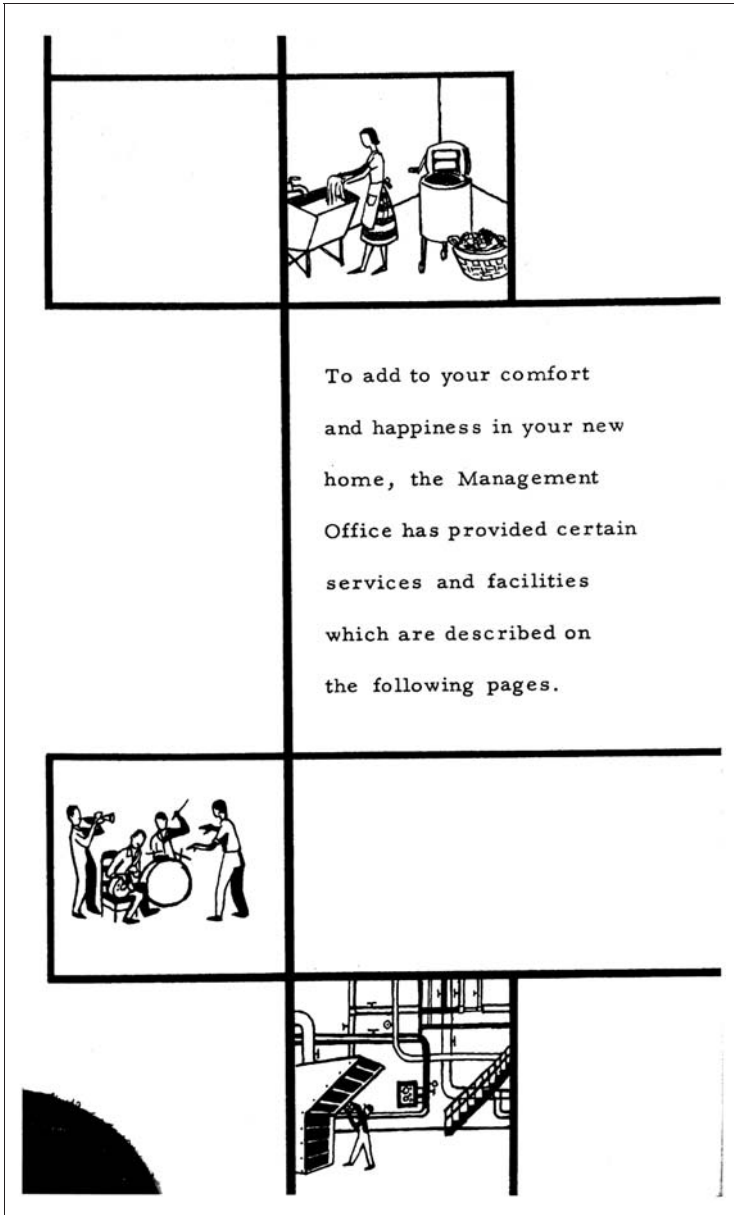 To add to your comfort
and happiness in your new
home, the Management
Office has provided certain
services and facilities
which are described on
the following pages.